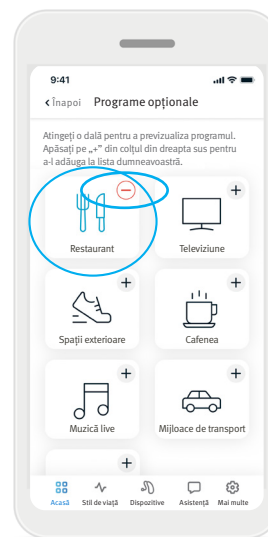 9:41
Înapoi Programe opționale
Atingeți o dată pentru a previzualiza programul.
Apăsați pe „+” din colțul din dreapta sus pentru
a-l adăuga la lista dumneavoastră.
Restaurant Televiziune
Spații exterioare Cafenea
Muzică live Mijloace de transport
Acasă Stil de viață Dispozitive Asistență Mai multe